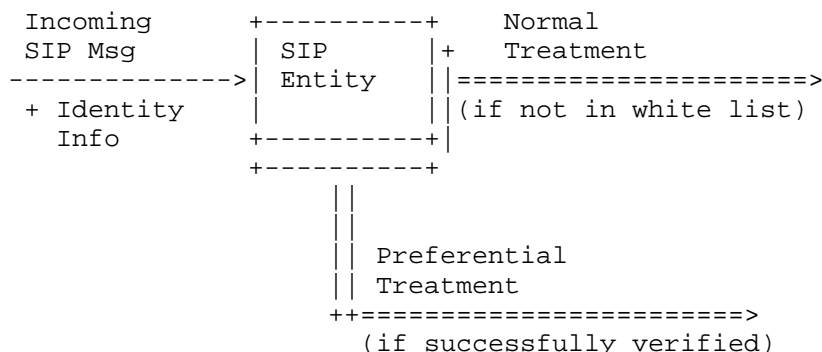 Incoming SIP Msg
+ Identity Info
SIP Entity
Normal Treatment
(if not in white list)
Preferential Treatment
(if successfully verified)